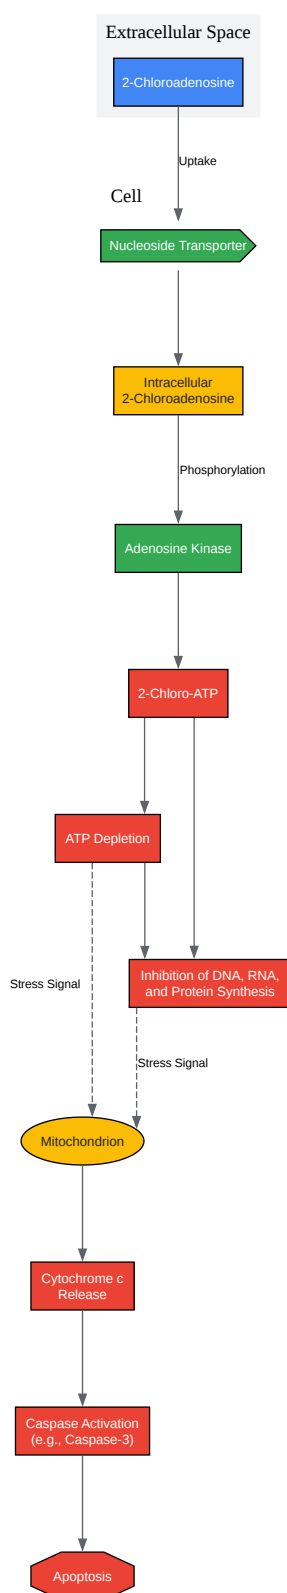 Extracellular Space
2-Chloroadenosine
Uptake
Cell
Nucleoside Transporter
Intracellular
2-Chloroadenosine
Phosphorylation
Adenosine Kinase
2-Chloro-ATP
ATP Depletion
Inhibition of DNA, RNA,
and Protein Synthesis
Stress Signal
Stress Signal
Mitochondrion
Cytochrome c
Release
Caspase Activation
(e.g., Caspase-3)
Apoptosis